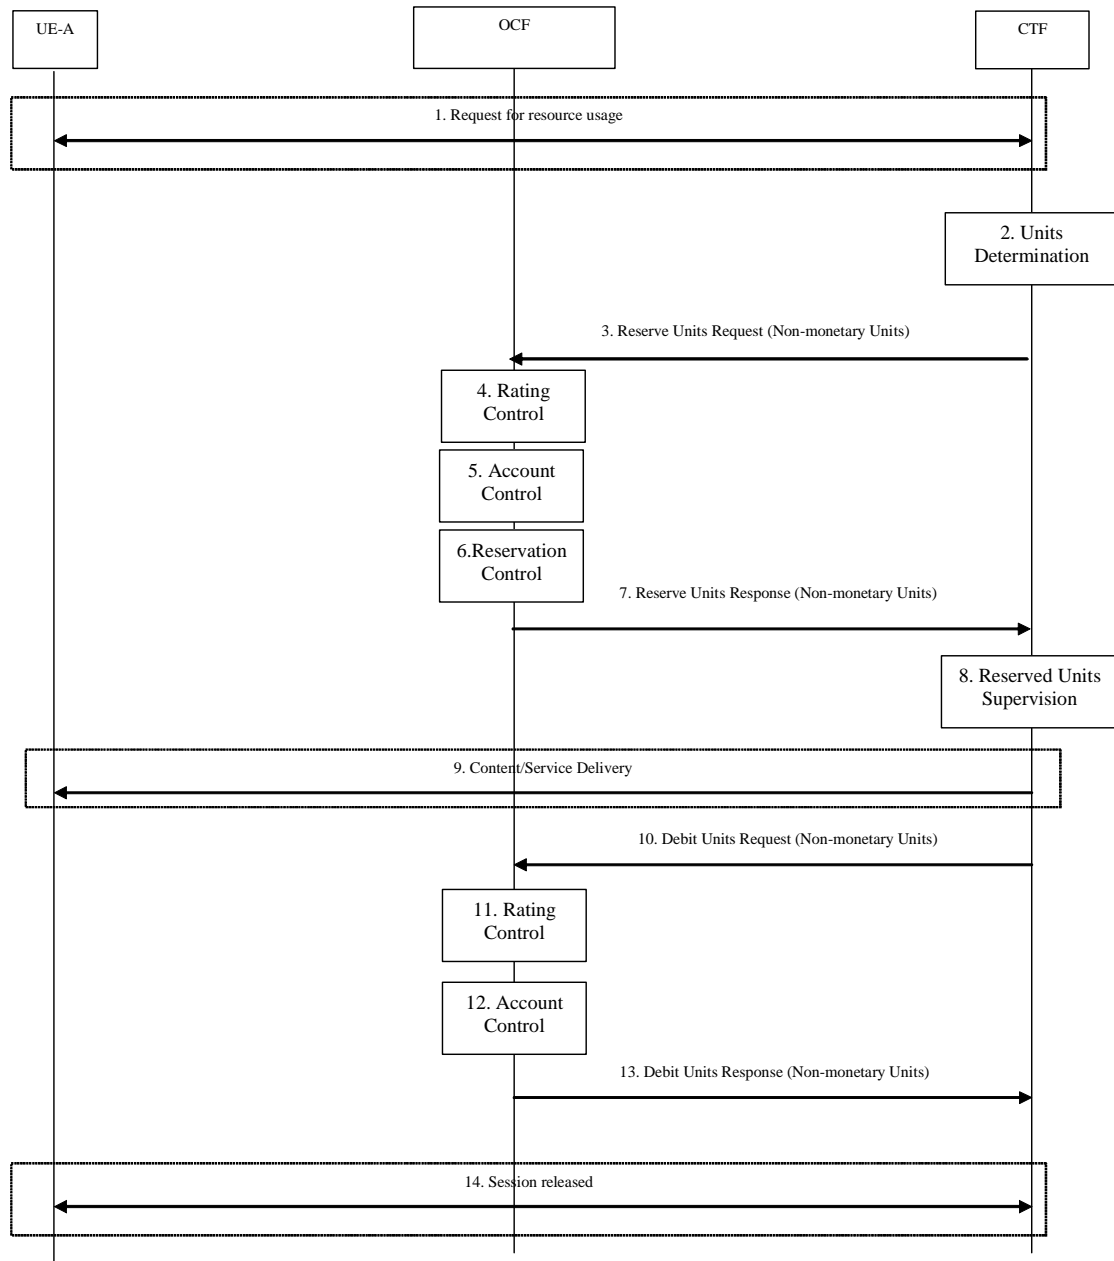 UE-A
OCF
CTF
1. Request for resource usage
2. Units
Determination
3. Reserve Units Request (Non-monetary Units)
4. Rating
Control
5. Account
Control
6.Reservation
Control
7. Reserve Units Response (Non-monetary Units)
8. Reserved Units
Supervision
9. Content/Service Delivery
10. Debit Units Request (Non-monetary Units)
11. Rating
Control
12. Account
Control
13. Debit Units Response (Non-monetary Units)
14. Session released